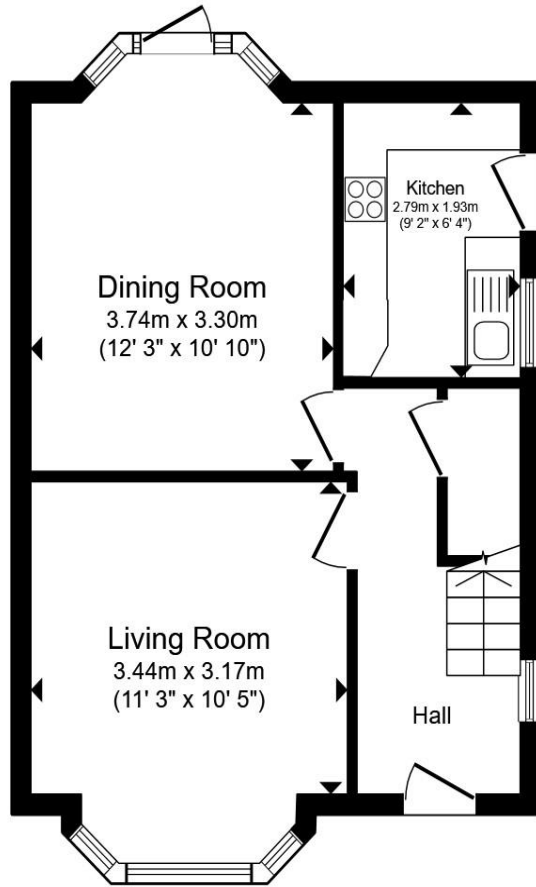 Kitchen
2.79m x 1.93m
(9' 2" x 6' 4")
Dining Room
3.74m x 3.30m
(12' 3" x 10' 10")
Living Room
3.44m x 3.17m
(11' 3" x 10' 5")
Hall